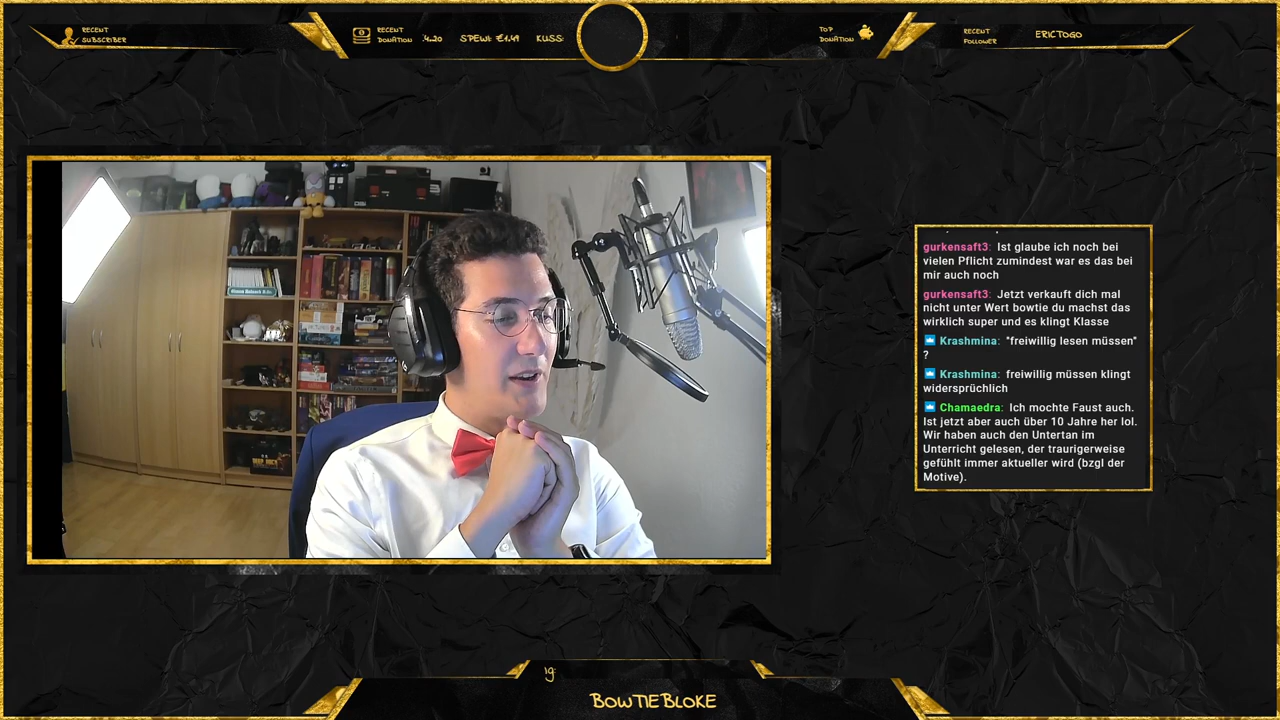 RECENT
SUBSCRIBER
RECENT
DONATION
:4.20 SPEWI: €1.49 KUSS:
TOP
DONATION
RECENT
FOLLOWER
ERICTOGO
gurkensaft3: Ist glaube ich noch bei
vielen Pflicht zumindest war es das bei
mir auch noch
gurkensaft3: Jetzt verkauft dich mal
nicht unter Wert bowtie du machst das
wirklich super und es klingt Klasse
Krashmina: "freiwillig lesen müssen"
?
Krashmina: freiwillig müssen klingt
widersprüchlich
Chamaedra: Ich mochte Faust auch.
Ist jetzt aber auch über 10 Jahre her lol.
Wir haben auch den Untertan im
Unterricht gelesen, der traurigerweise
gefühlt immer aktueller wird (bzgl der
Motive).
ig:
BOWTIEBLOKE